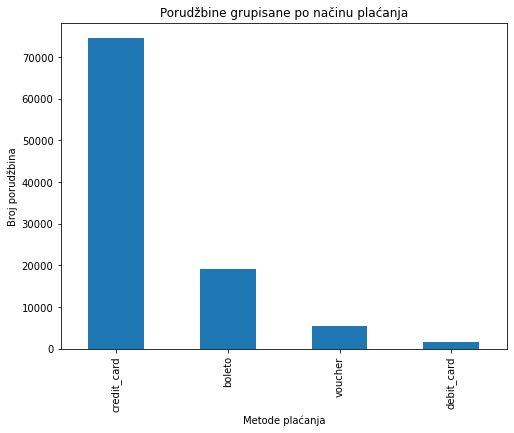 Porudžbine grupisane po načinu plaćanja
Broj porudžbina
70000
60000
50000
40000
30000
20000
10000
0
credit_card
boleto
voucher
debit_card
Metode plaćanja